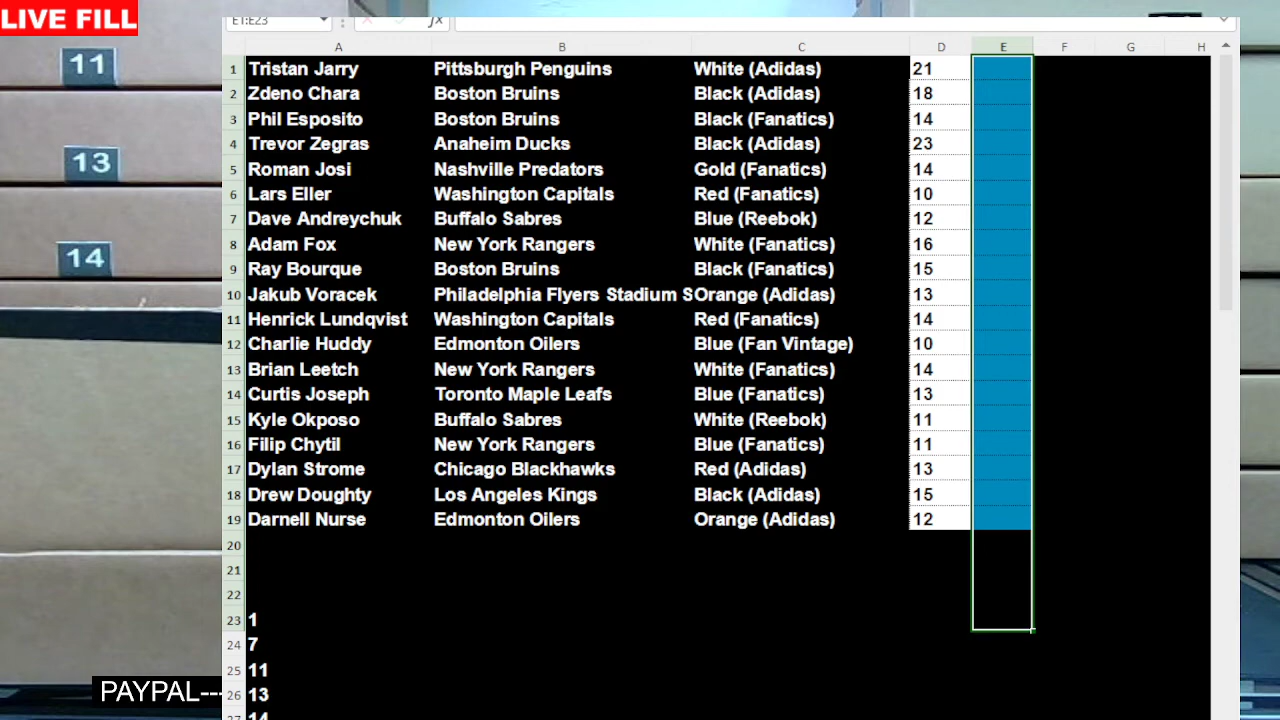 LIVE FILL
11
13
14
E1:E23 fx
A B C D E F G H
1 Tristan Jarry Pittsburgh Penguins White (Adidas) 21
2 Zdeno Chara Boston Bruins Black (Adidas) 18
3 Phil Esposito Boston Bruins Black (Fanatics) 14
4 Trevor Zegras Anaheim Ducks Black (Adidas) 23
5 Roman Josi Nashville Predators Gold (Fanatics) 14
6 Lars Eller Washington Capitals Red (Fanatics) 10
7 Dave Andreychuk Buffalo Sabres Blue (Reebok) 12
8 Adam Fox New York Rangers White (Fanatics) 16
9 Ray Bourque Boston Bruins Black (Fanatics) 15
10 Jakub Voracek Philadelphia Flyers Stadium S Orange (Adidas) 13
11 Henrick Lundqvist Washington Capitals Red (Fanatics) 14
12 Charlie Huddy Edmonton Oilers Blue (Fan Vintage) 10
13 Brian Leetch New York Rangers White (Fanatics) 14
14 Curtis Joseph Toronto Maple Leafs Blue (Fanatics) 13
15 Kyle Okposo Buffalo Sabres White (Reebok) 11
16 Filip Chytil New York Rangers Blue (Fanatics) 11
17 Dylan Strome Chicago Blackhawks Red (Adidas) 13
18 Drew Doughty Los Angeles Kings Black (Adidas) 15
19 Darnell Nurse Edmonton Oilers Orange (Adidas) 12
20
21
22
23 1
24 7
25 11
26 13
27 14
PAYPAL---